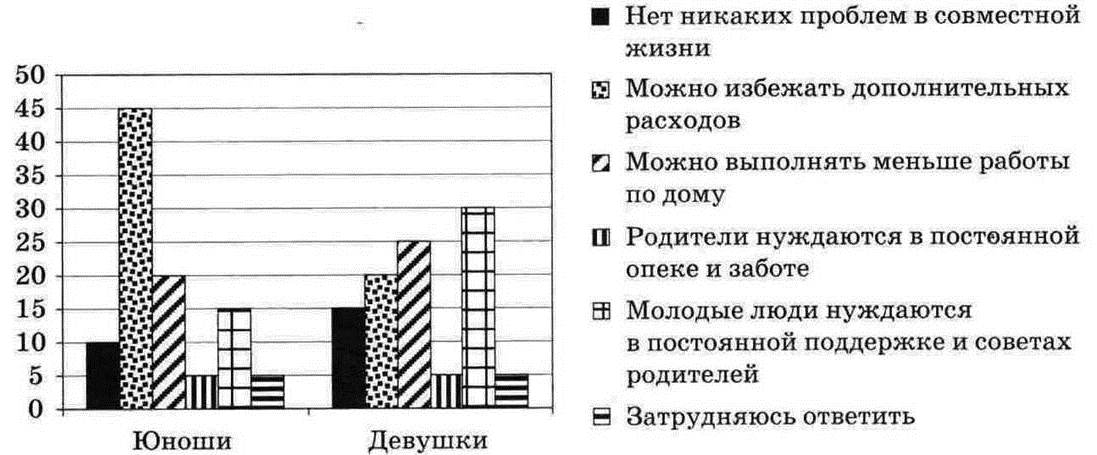 50
45
40
35
30
25
20
15
10
5
0
Юноши
Девушки
Нет никаких проблем в совместной
жизни
Можно избежать дополнительных
расходов
Можно выполнять меньше работы
по дому
Родители нуждаются в постоянной
опеке и заботе
Молодые люди нуждаются
в постоянной поддержке и советах
родителей
Затрудняюсь ответить